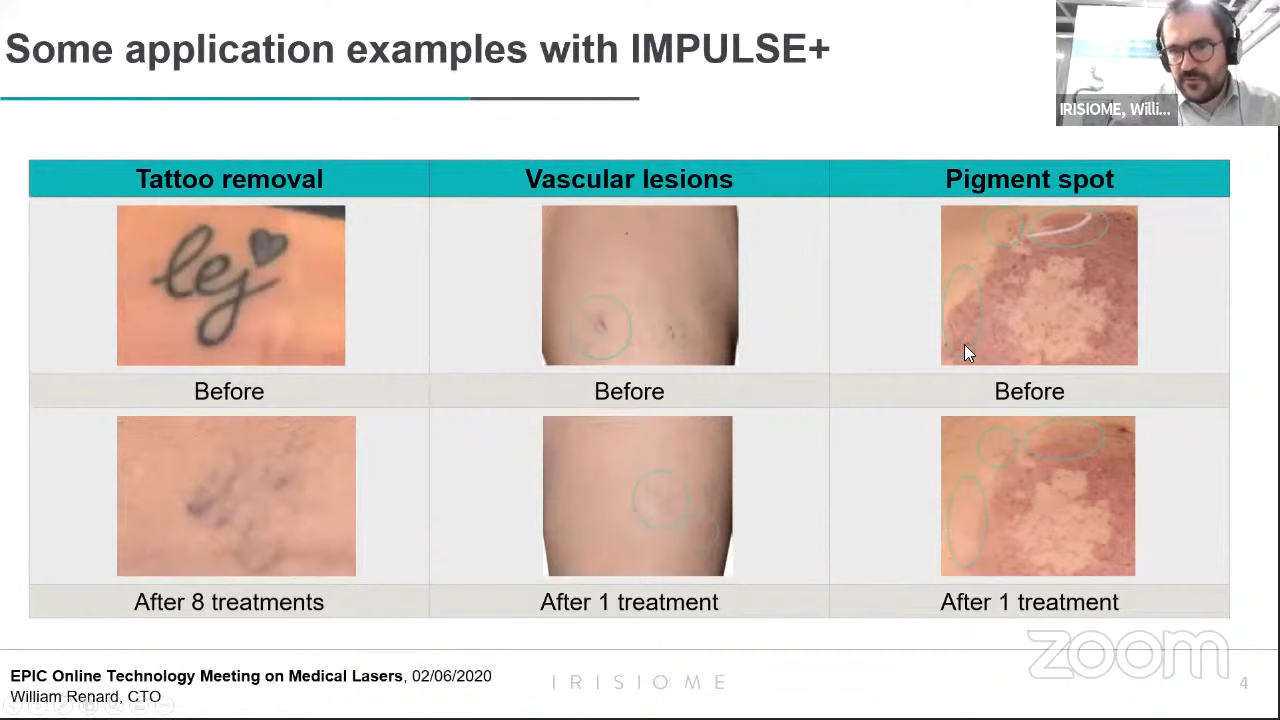 Some application examples with IMPULSE+
IRISIOME, Willi...
Tattoo removal
Vascular lesions
Pigment spot
lej
Before
Before
Before
After 8 treatments
After 1 treatment
After 1 treatment
zoom
EPIC Online Technology Meeting on Medical Lasers, 02/06/2020
William Renard, CTO
IRISIOME
4